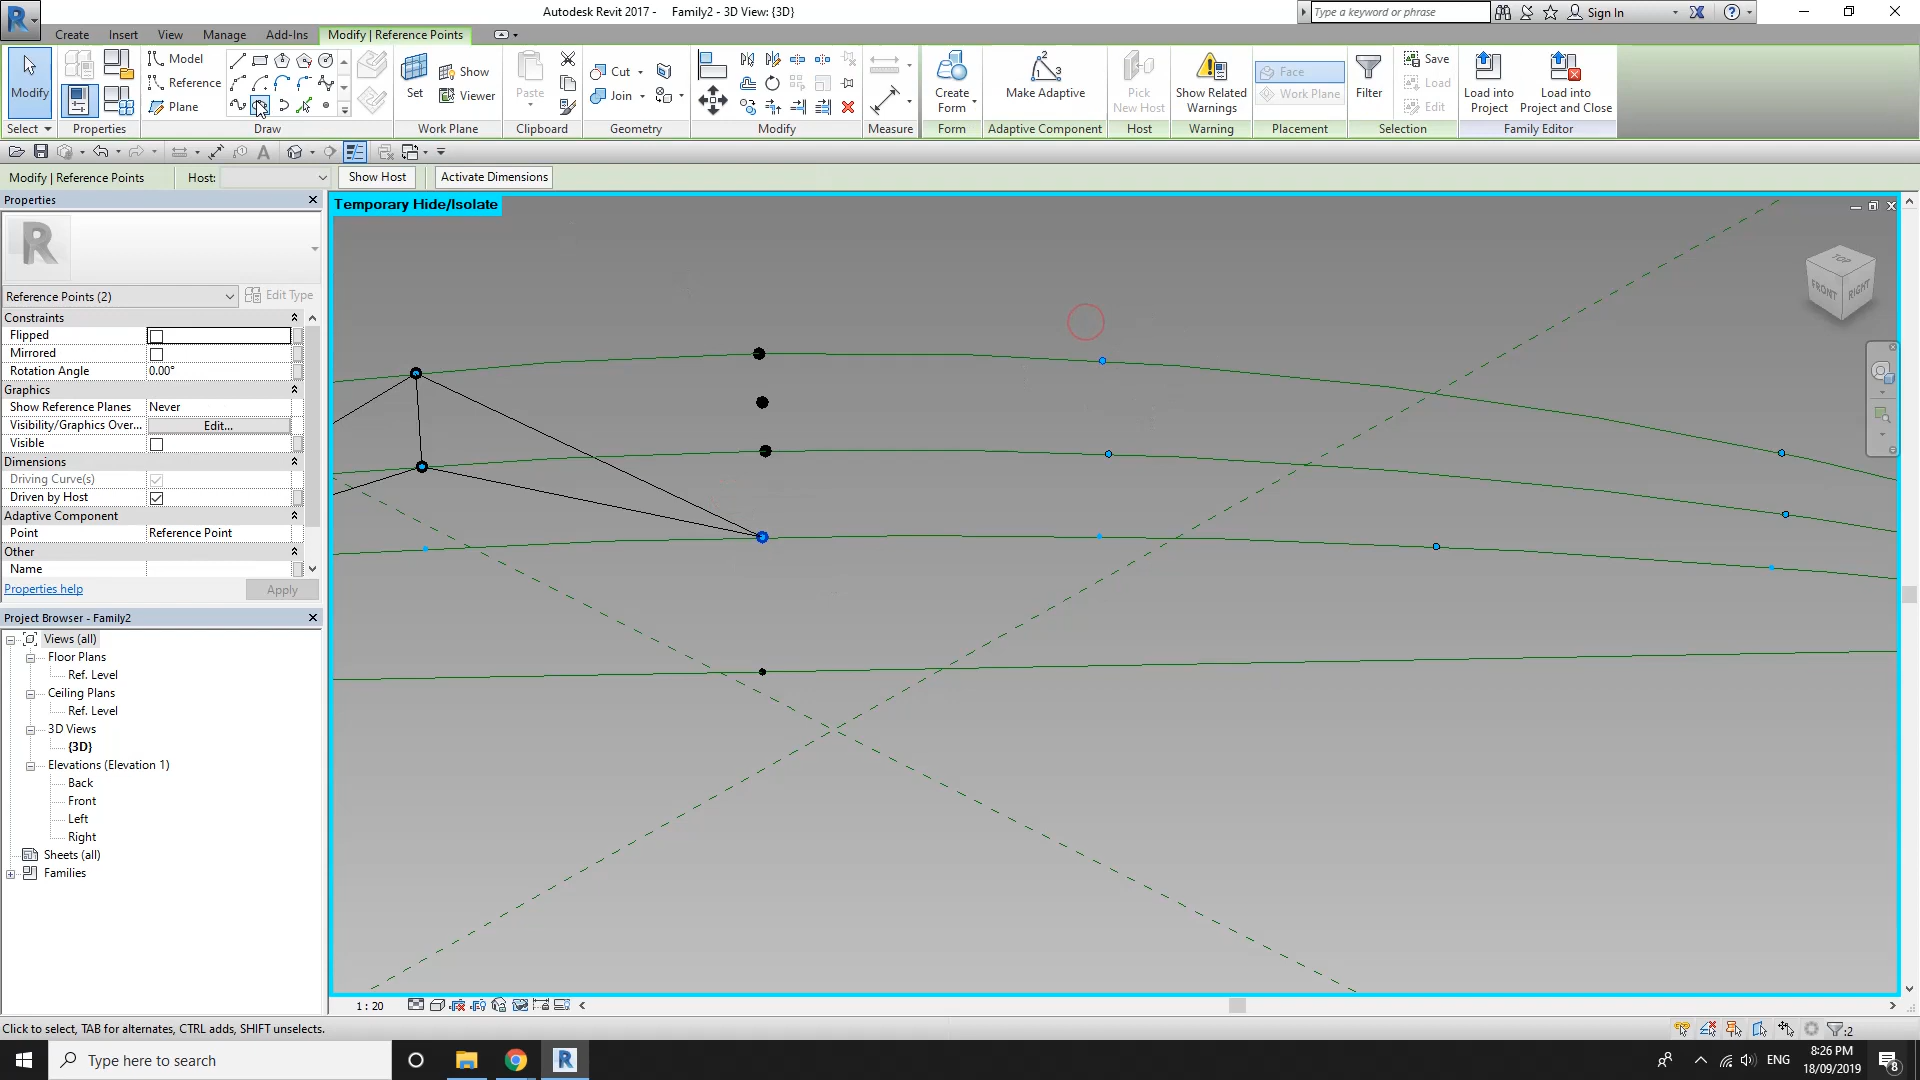 Autodesk Revit 2017 - Family2 - 3D View: {3D}
Type a keyword or phrase
Sign In
Create Insert View Manage Add-Ins Modify | Reference Points
Modify
Model
Reference
Plane
Set
Show
Viewer
Paste
Cut
Join
Create Form
Make Adaptive
Pick New Host
Show Related Warnings
Face
Work Plane
Filter
Save
Load
Edit
Load into Project
Load into Project and Close
Select Properties Draw Work Plane Clipboard Geometry Modify Measure Form Adaptive Component Host Warning Placement Selection Family Editor
Modify | Reference Points Host: Show Host Activate Dimensions
Properties
R
Reference Points (2) Edit Type
Constraints
Flipped
Mirrored
Rotation Angle 0.00°
Graphics
Show Reference Planes Never
Visibility/Graphics Over... Edit...
Visible
Dimensions
Driving Curve(s)
Driven by Host
Adaptive Component
Point Reference Point
Other
Name
Properties help Apply
Project Browser - Family2
Views (all)
Floor Plans
Ref. Level
Ceiling Plans
Ref. Level
3D Views
{3D}
Elevations (Elevation 1)
Back
Front
Left
Right
Sheets (all)
Families
Temporary Hide/Isolate
TOP
FRONT
RIGHT
1 : 20
Click to select, TAB for alternates, CTRL adds, SHIFT unselects.
:2
Type here to search
ENG
8:26 PM
18/09/2019
8